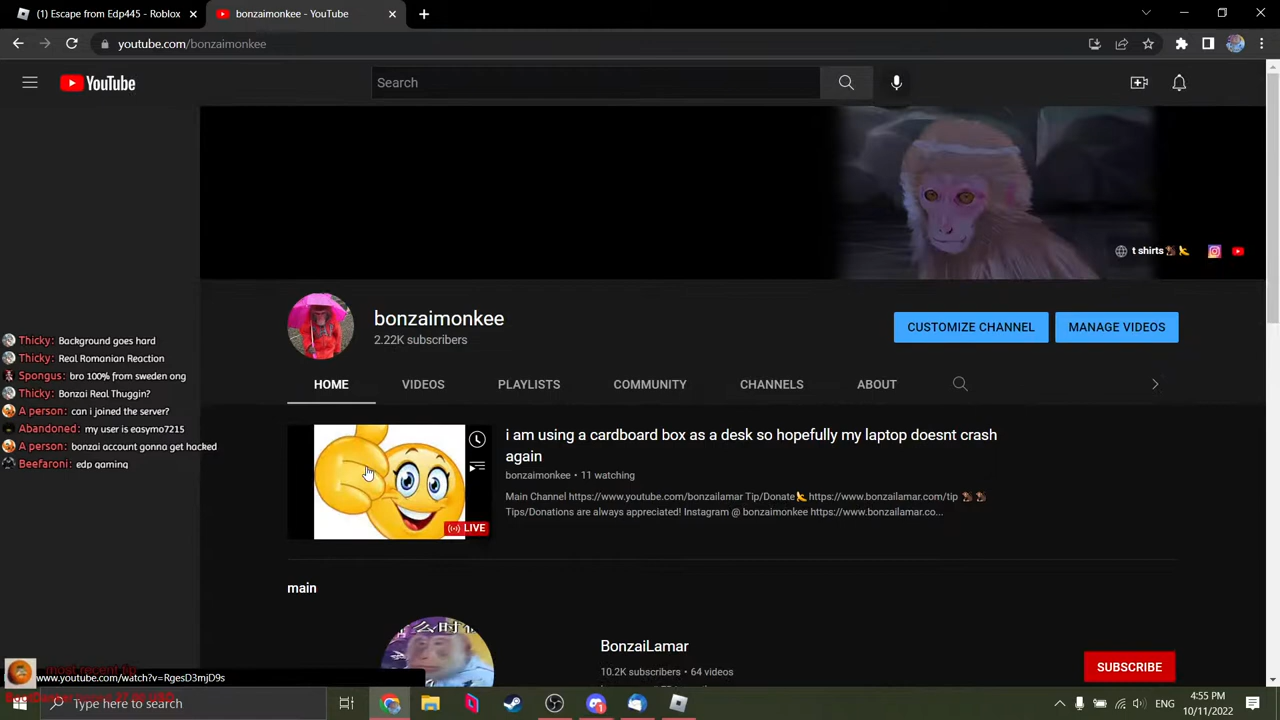 (1) Escape from Edp445 - Roblox
bonzaimonkee - YouTube
youtube.com/bonzaimonkee
YouTube
Search
t shirts
bonzaimonkee
2.22K subscribers
CUSTOMIZE CHANNEL
MANAGE VIDEOS
HOME
VIDEOS
PLAYLISTS
COMMUNITY
CHANNELS
ABOUT
Thicky: Background goes hard
Thicky: Real Romanian Reaction
Spongus: bro 100% from sweden ong
Thicky: Bonzai Real Thuggin?
A person: can i joined the server?
Abandoned: my user is easymo7215
A person: bonzai account gonna get hacked
Beefaroni: edp gaming
LIVE
i am using a cardboard box as a desk so hopefully my laptop doesnt crash
again
bonzaimonkee • 11 watching
Main Channel https://www.youtube.com/bonzailamar Tip/Donate🍌 https://www.bonzailamar.com/tip 🐒🐒
Tips/Donations are always appreciated! Instagram @ bonzaimonkee https://www.bonzailamar.co...
main
么时
BonzaiLamar
10.2K subscribers • 64 videos
SUBSCRIBE
most recent tip
www.youtube.com/watch?v=RgesD3mjD9s
Type here to search
ENG
4:55 PM
10/11/2022